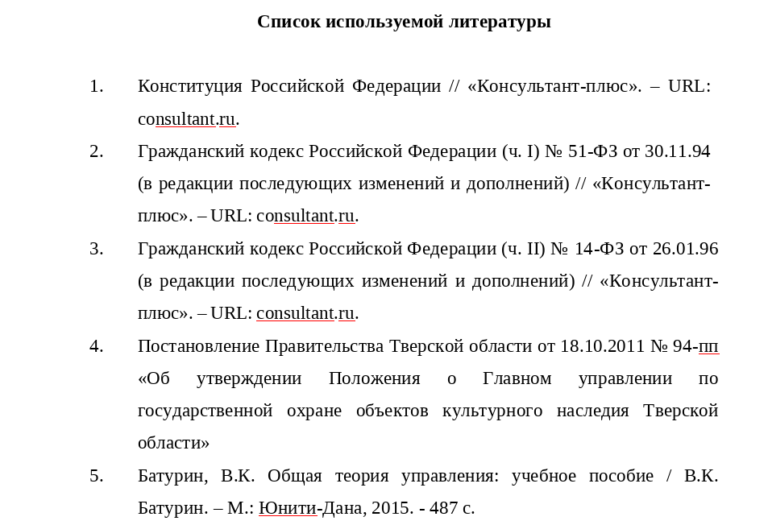 Список используемой литературы
1. Конституция Российской Федерации // «Консультант-плюс». – URL:
consultant.ru.
2. Гражданский кодекс Российской Федерации (ч. I) № 51-ФЗ от 30.11.94
(в редакции последующих изменений и дополнений) // «Консультант-
плюс». – URL: consultant.ru.
3. Гражданский кодекс Российской Федерации (ч. II) № 14-ФЗ от 26.01.96
(в редакции последующих изменений и дополнений) // «Консультант-
плюс». – URL: consultant.ru.
4. Постановление Правительства Тверской области от 18.10.2011 № 94-пп
«Об утверждении Положения о Главном управлении по
государственной охране объектов культурного наследия Тверской
области»
5. Батурин, В.К. Общая теория управления: учебное пособие / В.К.
Батурин. – М.: Юнити-Дана, 2015. - 487 с.